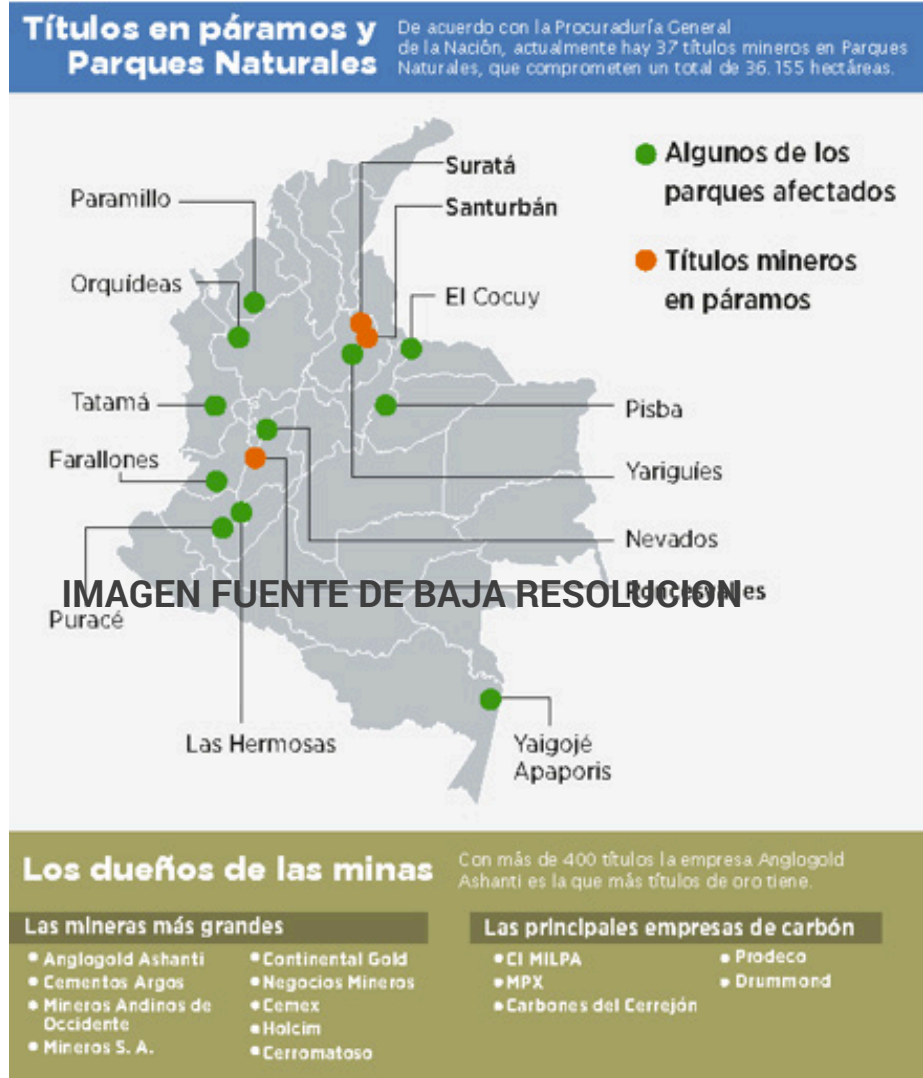 Títulos en páramos y
Parques Naturales
De acuerdo con la Procuraduría General
de la Nación, actualmente hay 37 títulos mineros en Parques
Naturales, que comprometen un total de 36.155 hectáreas.
Suratá
Santurbán
Paramillo
Orquídeas
El Cocuy
Algunos de los
parques afectados
Títulos mineros
en páramos
Tatamá
Pisba
Farallones
Yariguíes
Nevados
IMAGEN FUENTE DE BAJA RESOLUCION
Roncesvalles
Puracé
Las Hermosas
Yaigojé
Apaporis
Los dueños de las minas
Con más de 400 títulos la empresa Anglogold
Ashanti es la que más títulos de oro tiene.
Las mineras más grandes
Anglogold Ashanti
Cementos Argos
Mineros Andinos de
Occidente
Mineros S. A.
Continental Gold
Negocios Mineros
Cemex
Holcim
Cerromatoso
Las principales empresas de carbón
CI MILPA
MPX
Carbones del Cerrejón
Prodeco
Drummond